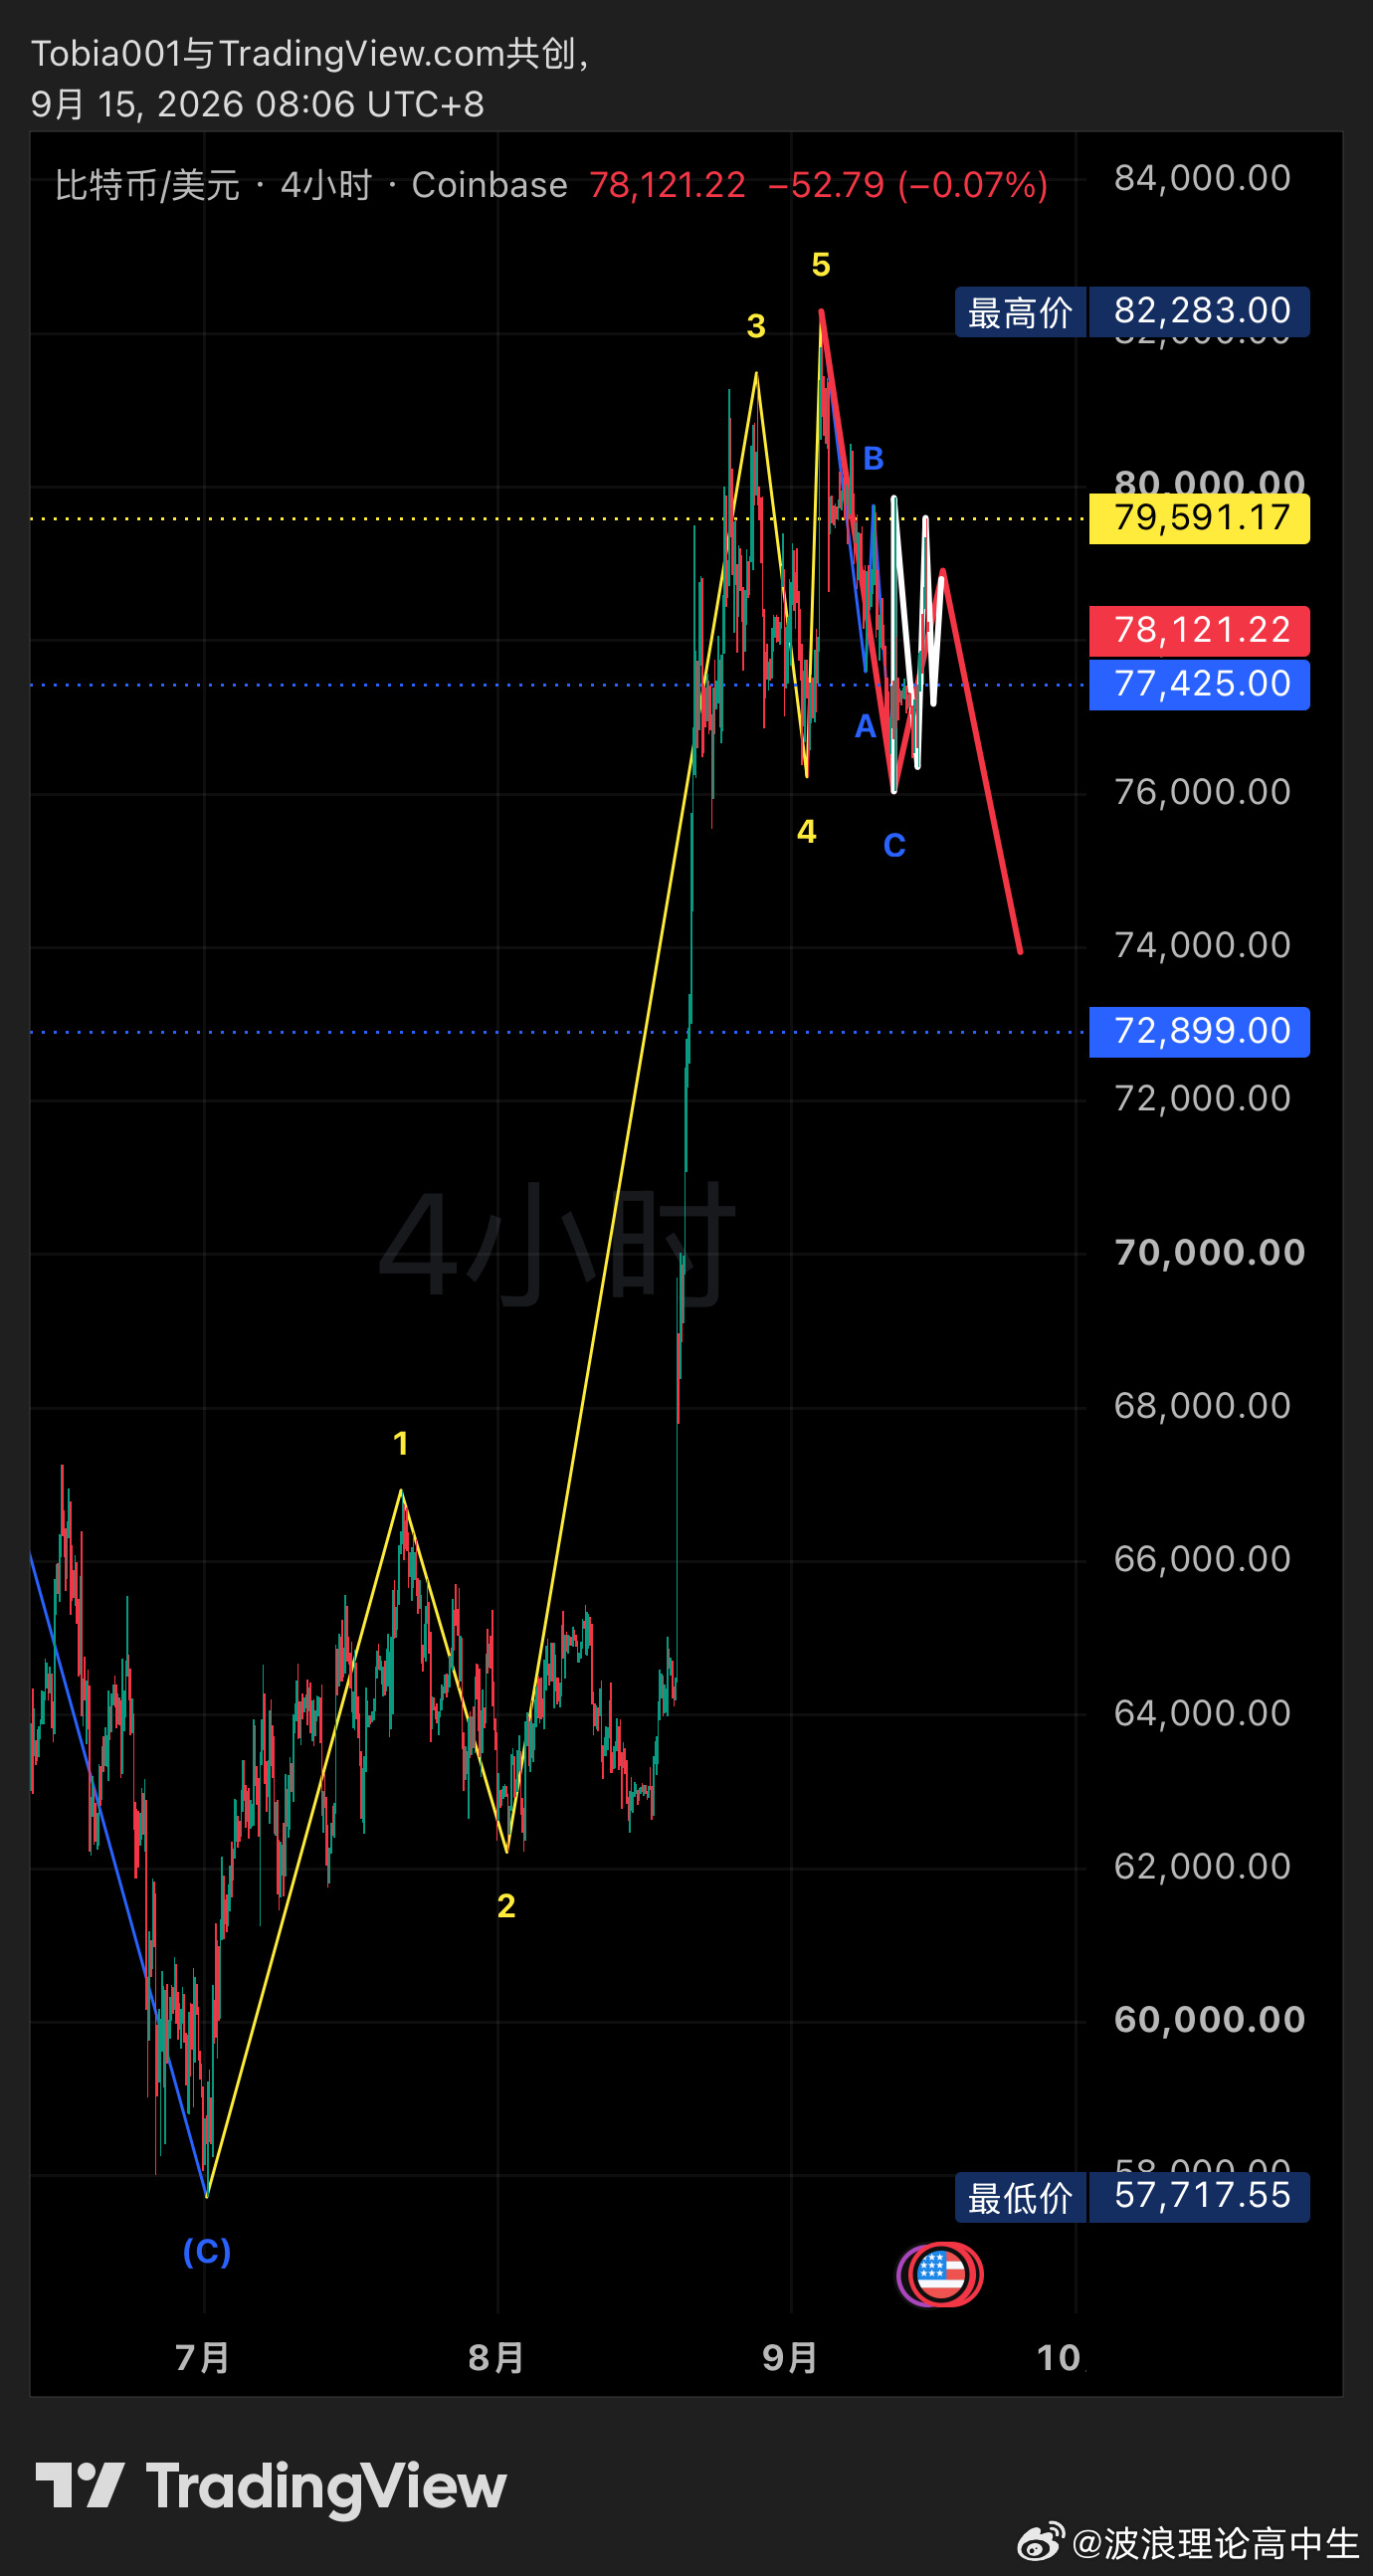 Tobia001与TradingView.com共创,
9月 15, 2026 08:06 UTC+8
比特币/美元 · 4小时 · Coinbase 78,121.22 −52.79 (−0.07%)
84,000.00
5
最高价 82,283.00
82,000.00
3
B
80,000.00
79,591.17
78,121.22
77,425.00
A
76,000.00
4
C
74,000.00
72,899.00
72,000.00
4小时
70,000.00
68,000.00
1
66,000.00
64,000.00
62,000.00
2
60,000.00
58,000.00
最低价 57,717.55
(C)
7月 8月 9月 10
TradingView
@波浪理论高中生